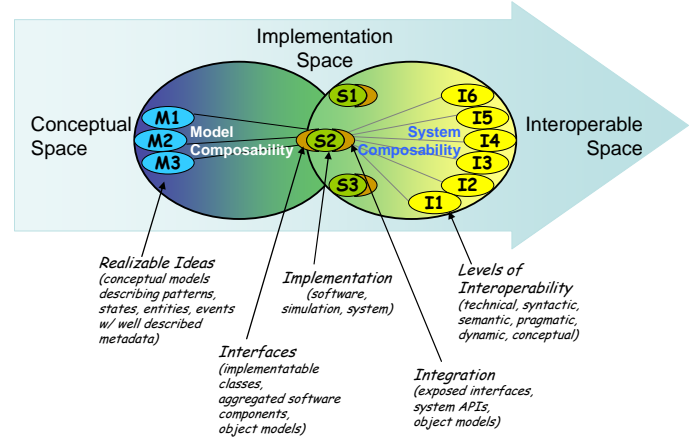 Implementation
Space
Conceptual
Space
Interoperable
Space
M1
M2
M3
Model
Composability
S1
S2
S3
System
Composability
I6
I5
I4
I3
I2
I1
Realizable Ideas
(conceptual models
describing patterns,
states, entities, events
w/ well described
metadata)
Interfaces
(implementatable
classes,
aggregated software
components,
object models)
Implementation
(software,
simulation, system)
Integration
(exposed interfaces,
system APIs,
object models)
Levels of
Interoperability
(technical, syntactic,
semantic, pragmatic,
dynamic, conceptual)